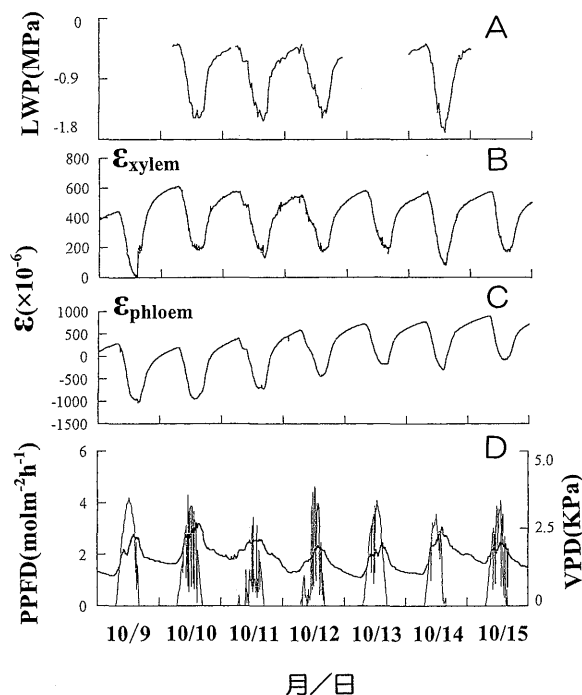 A
LWP(MPa)
0
-0.9
-1.8
B
εxylem
800
600
400
200
0
ε(×10⁻⁶)
C
εphloem
1000
500
0
-500
-1000
-1500
D
PPFD(molm⁻²h⁻¹)
6
4
2
0
VPD(KPa)
5.0
2.5
0
10/9 10/10 10/11 10/12 10/13 10/14 10/15
月/日